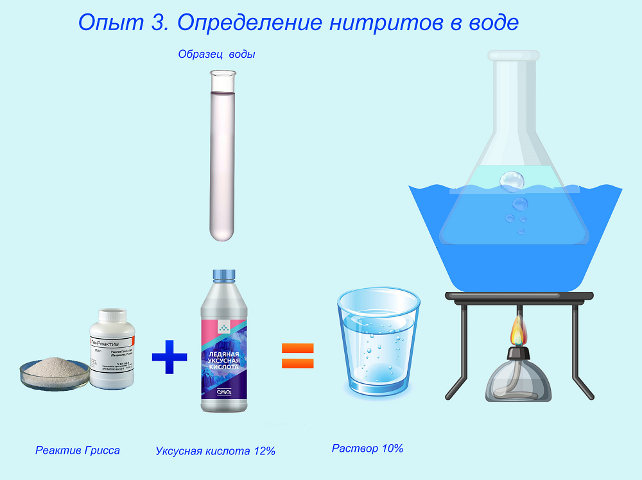 Опыт 3. Определение нитритов в воде
Образец воды
ЛЕДЯНАЯ
УКСУСНАЯ
КИСЛОТА
Реактив Грисса
Уксусная кислота 12%
Раствор 10%